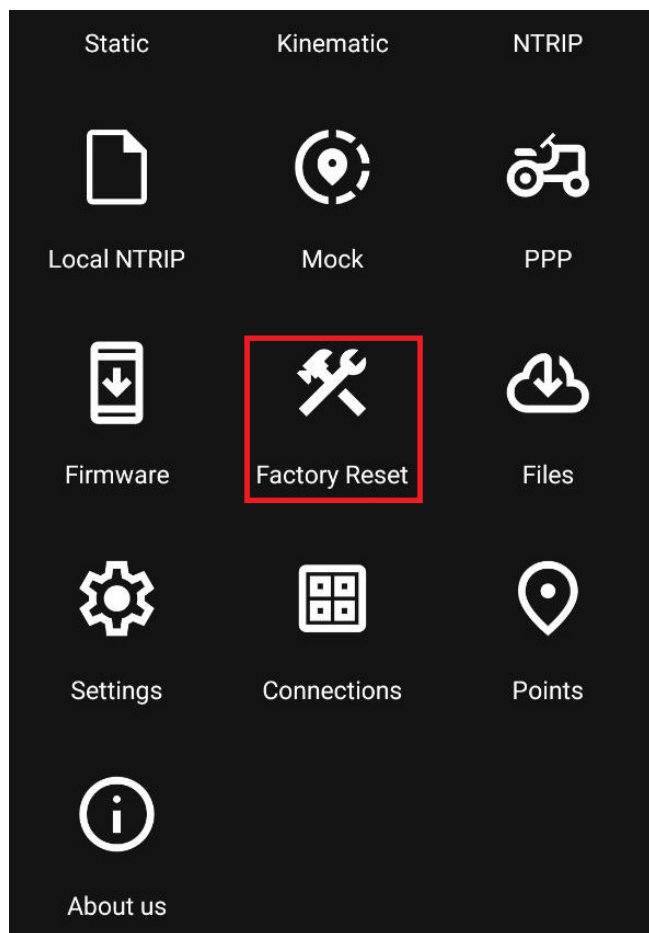 Static Kinematic NTRIP
Local NTRIP Mock PPP
Firmware Factory Reset Files
Settings Connections Points
About us